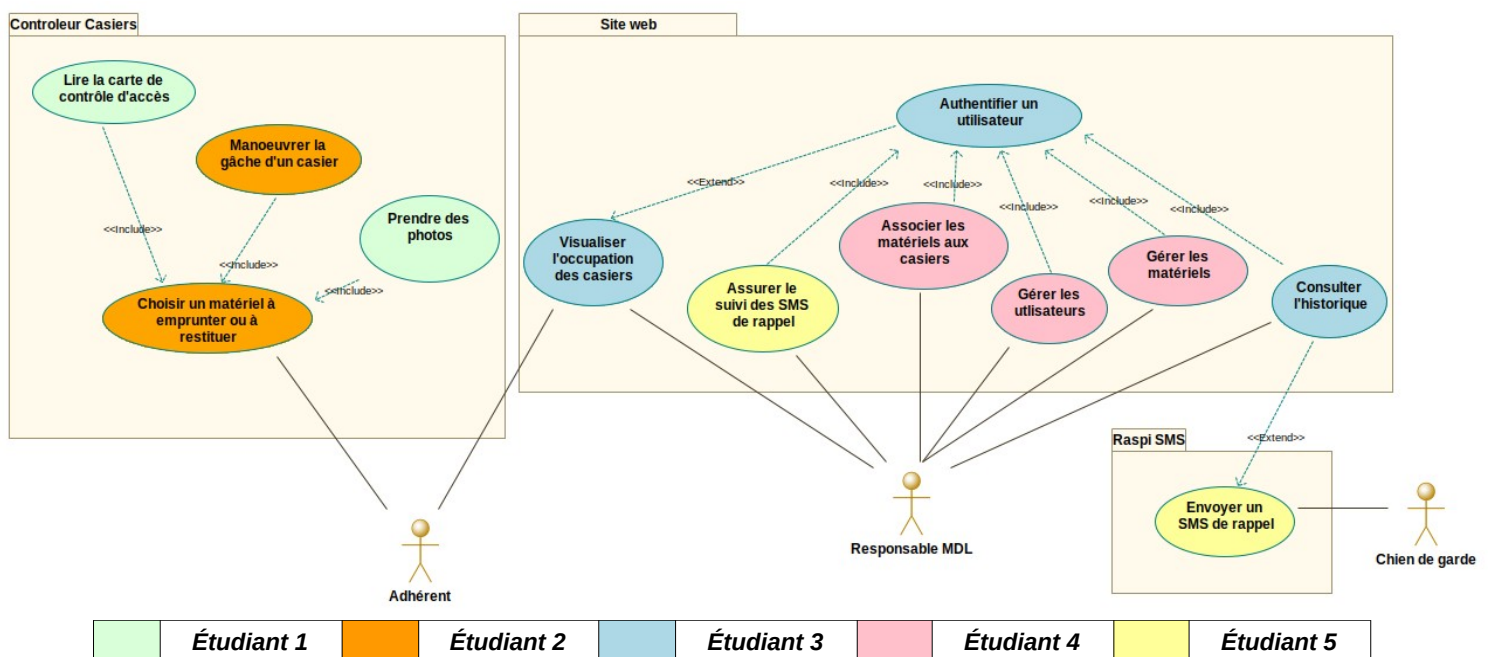 Controleur Casiers
Site web
Lire la carte de
contrôle d'accès
Manoeuvrer la
gâche d'un casier
Prendre des
photos
<<Include>>
<<Include>>
<<Include>>
Choisir un matériel à
emprunter ou à
restituer
Authentifier un
utilisateur
<<Extend>>
<<Include>>
<<Include>>
<<Include>>
<<Include>>
<<Include>>
Visualiser
l'occupation
des casiers
Assurer le
suivi des SMS
de rappel
Associer les
matériels aux
casiers
Gérer les
utlisateurs
Gérer les
matériels
Consulter
l'historique
Raspi SMS
<<Extend>>
Envoyer un
SMS de rappel
Adhérent
Responsable MDL
Chien de garde
Étudiant 1
Étudiant 2
Étudiant 3
Étudiant 4
Étudiant 5